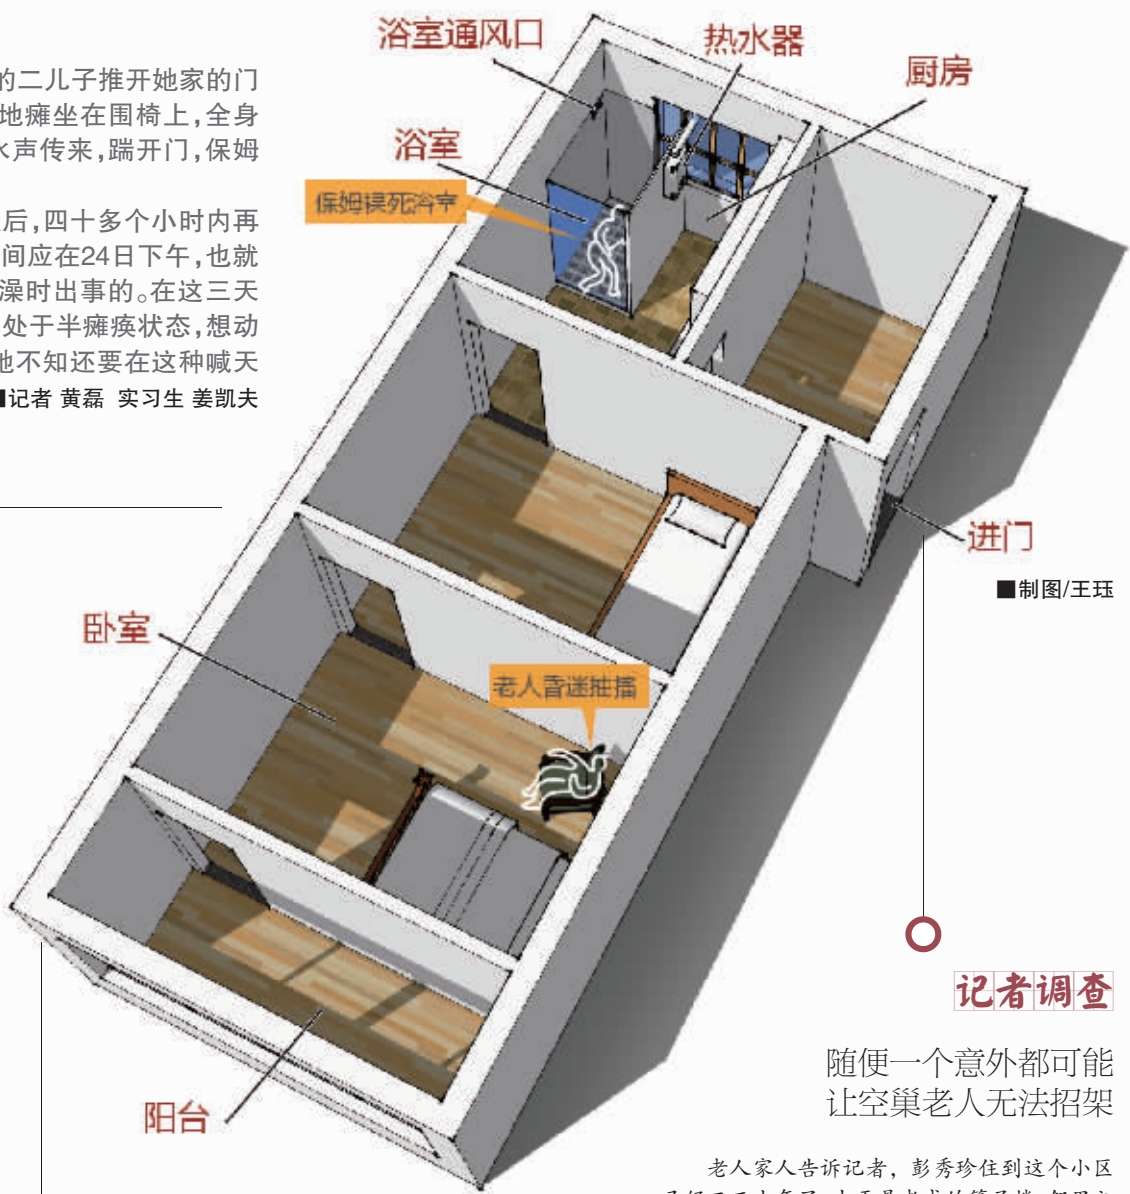 的二儿子推开她家的门
地瘫坐在围椅上,全身
水声传来,踹开门,保姆
后,四十多个小时内再
间应在24日下午,也就
澡时出事的。在这三天
处于半瘫痪状态,想动
她不知还要在这种喊天
■记者 黄磊 实习生 姜凯夫
浴室通风口
热水器
厨房
浴室
保姆裸死浴室
进门
■制图/王珏
卧室
老人昏迷抽搐
阳台
记者调查
随便一个意外都可能
让空巢老人无法招架
老人家人告诉记者，彭秀珍住到这个小区